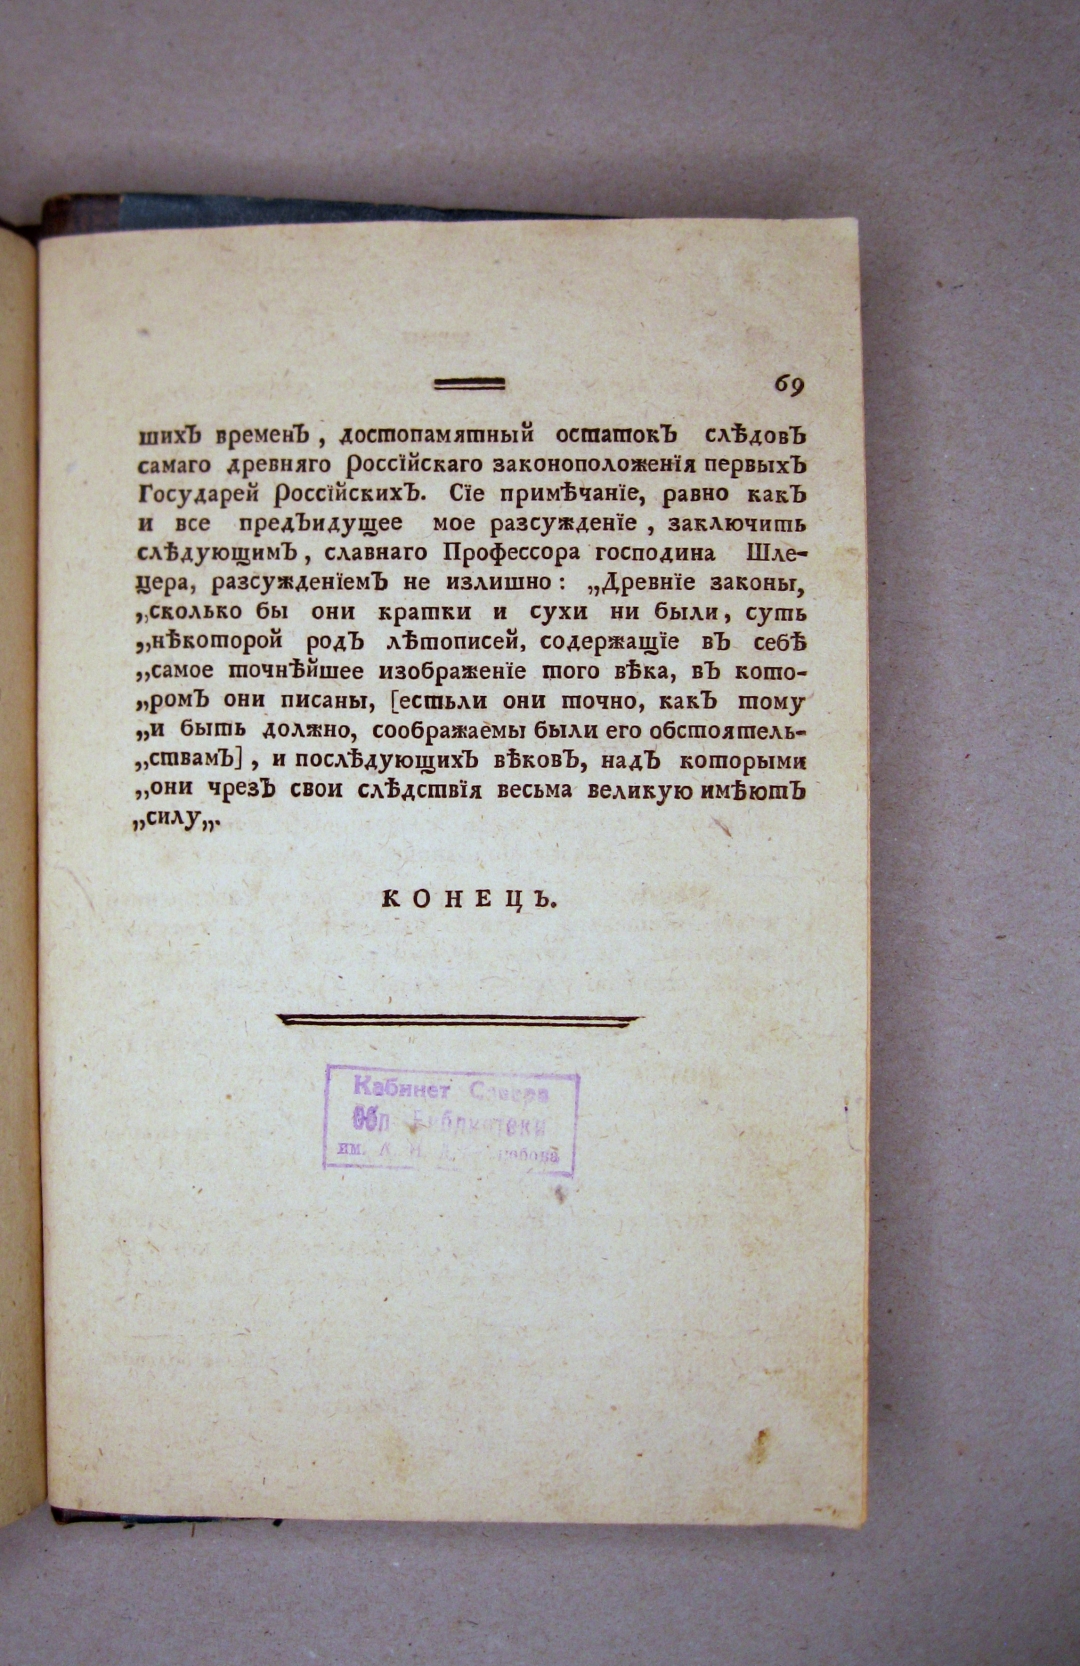 69
шихъ временъ, достопамятный остатокъ слѣдовъ
самаго древняго россїйскаго законоположенїя первыхъ
Государей россїйскихъ. Сїе примѣчанїе, равно какъ
и все предъидущее мое разсужденїе, заключить
слѣдующимъ, славнаго Профессора господина Шле-
цера, разсужденїемъ не излишно: „Древнїе законы,
„сколько бы они кратки и сухи ни были, суть
„нѣкоторой родъ лѣтописей, содержащїе въ себѣ
„самое точнѣйшее изображенїе того вѣка, въ кото-
„ромъ они писаны, [естьли они точно, какъ тому
„и быть должно, соображаемы были его обстоятель-
„ствамъ], и послѣдующихъ вѣковъ, надъ которыми
„они чрезъ свои слѣдствїя весьма великую имѣютъ
„силу„.
КОНЕЦЪ.
Кабинет Севера
Обл Библиотеки
им. А Н